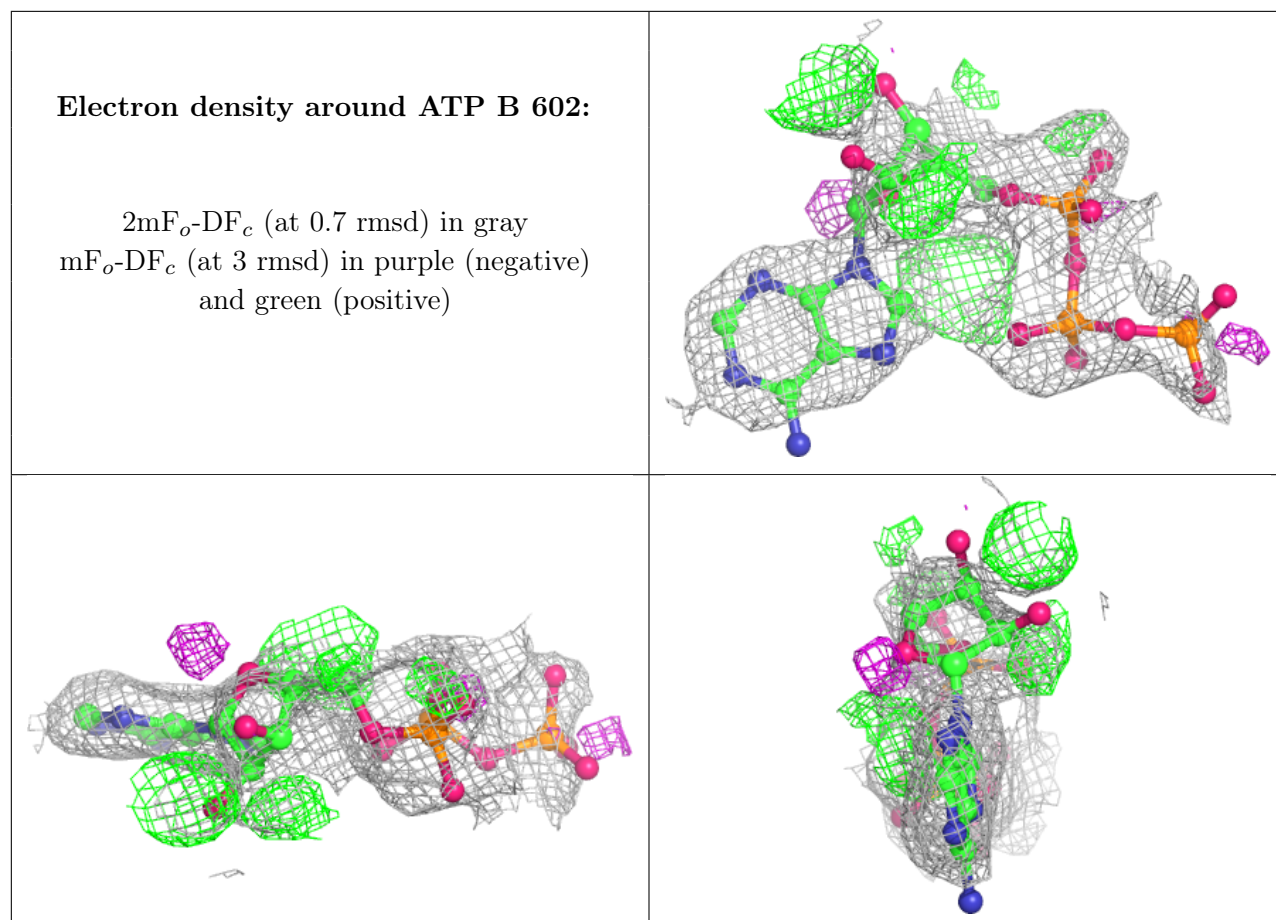 Electron density around ATP B 602:
2mFo-DFc (at 0.7 rmsd) in gray
mFo-DFc (at 3 rmsd) in purple (negative)
and green (positive)